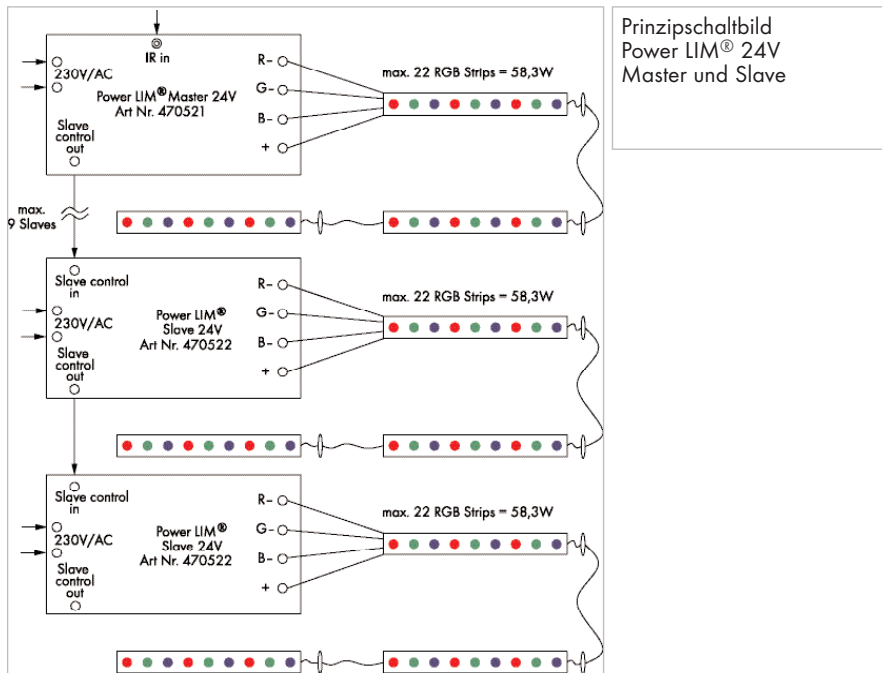 Prinzipschaltbild
Power LIM® 24V
Master und Slave
IR in
230V/AC
Power LIM® Master 24V
Art Nr. 470521
Slave
control
out
R–
G–
B–
+
max. 22 RGB Strips = 58,3W
max.
9 Slaves
Slave control
in
230V/AC
Power LIM®
Slave 24V
Art Nr. 470522
Slave
control
out
R–
G–
B–
+
max. 22 RGB Strips = 58,3W
Slave control
in
230V/AC
Power LIM®
Slave 24V
Art Nr. 470522
Slave
control
out
R–
G–
B–
+
max. 22 RGB Strips = 58,3W